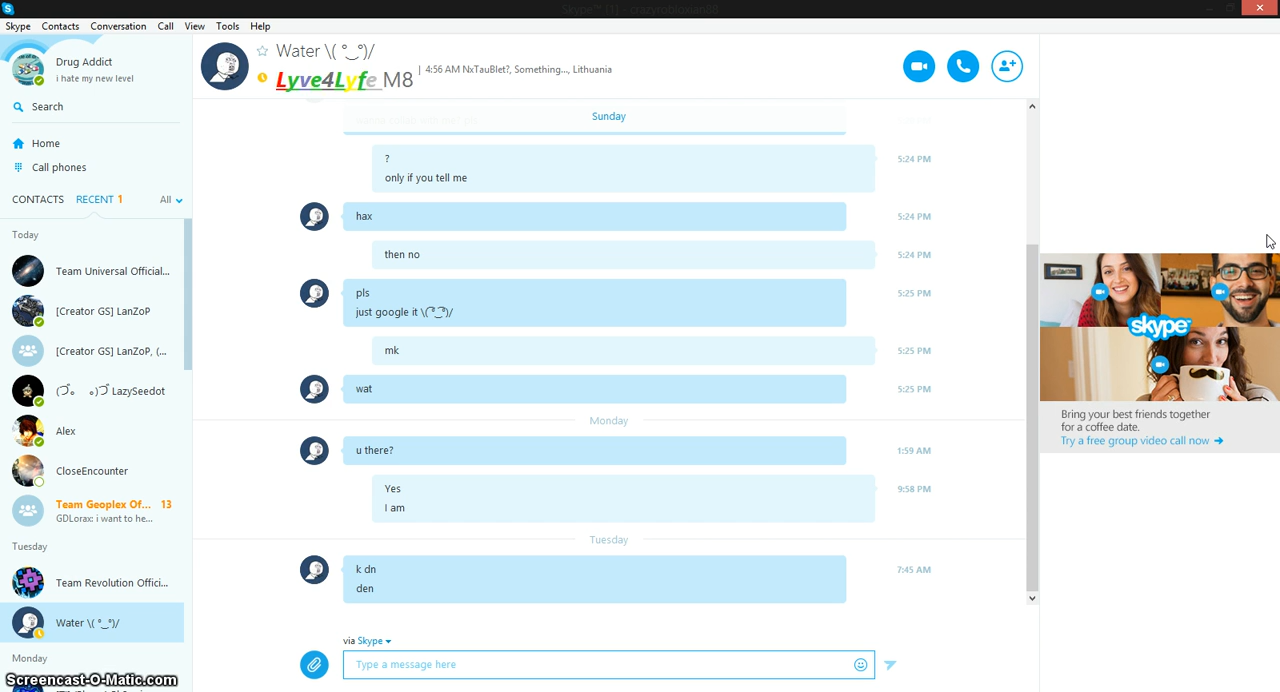 Skype™ [1] - crazyrobloxian88
Skype Contacts Conversation Call View Tools Help
Drug Addict
i hate my new level
Search
Home
Call phones
CONTACTS RECENT 1 All
Today
Team Universal Official...
[Creator GS] LanZoP
[Creator GS] LanZoP, (...
(づ｡ ｡)づ LazySeedot
Alex
CloseEncounter
Team Geoplex Of... 13
GDLorax: i want to he...
Tuesday
Team Revolution Offici...
Water \( °_°)/
Monday
Water \( °_°)/
Lyve4Lyfe M8 | 4:56 AM NxTauBlet?, Something..., Lithuania
Sunday
?
only if you tell me
5:24 PM
hax 5:24 PM
then no 5:24 PM
pls 5:25 PM
just google it \( ͡° ͜ʖ ͡°)/
mk 5:25 PM
wat 5:25 PM
Monday
u there? 1:59 AM
Yes 9:58 PM
I am
Tuesday
k dn 7:45 AM
den
via Skype
Type a message here
skype
Bring your best friends together
for a coffee date.
Try a free group video call now →
Screencast-O-Matic.com